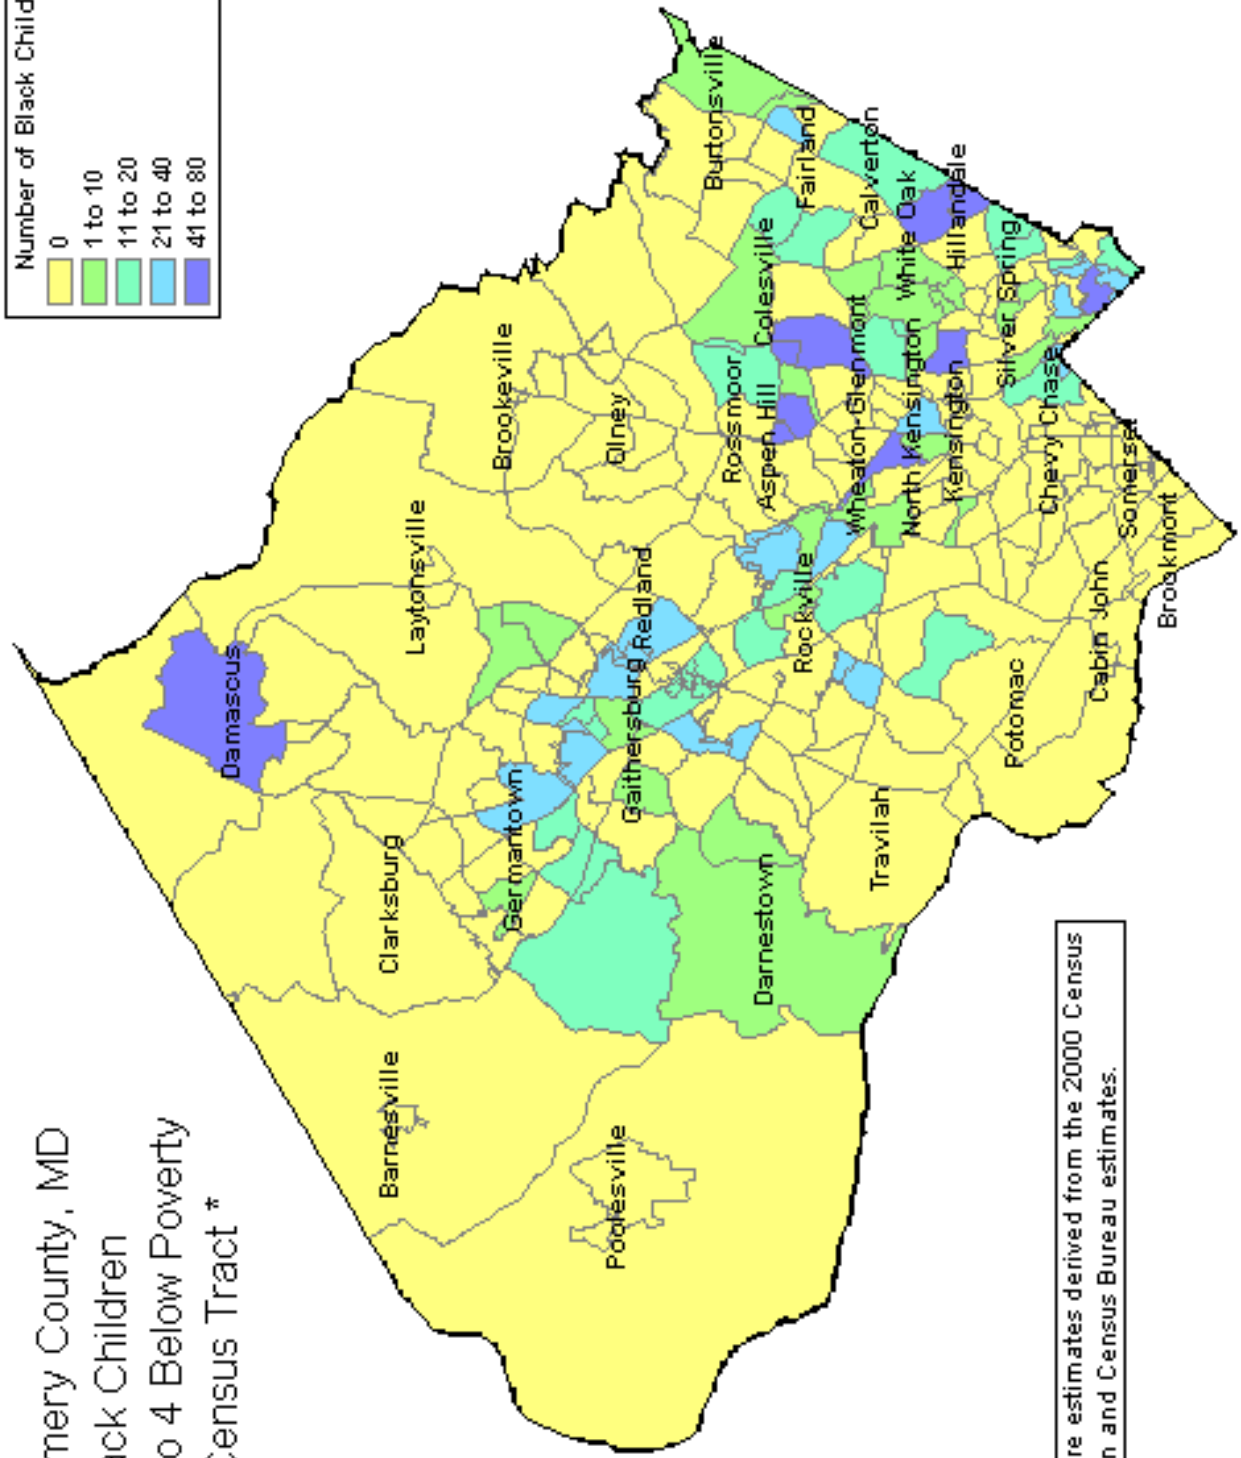 mery County, MD
ack Children
o 4 Below Poverty
Census Tract *
Number of Black Child
0
1 to 10
11 to 20
21 to 40
41 to 80
Damascus
Laytonsville
Clarksburg
Barnesville
Brookeville
Olney
Germantown
Poolesville
Gaithersburg
Redland
Burtonsville
Rossmoor
Aspen Hill
Colesville
Fairland
Darnestown
Rockville
Wheaton-Glenmont
Calverton
Travilah
North Kensington
White Oak
Kensington
Hillandale
Potomac
Silver Spring
Chevy Chase
Cabin John
Somerset
Brookmont
re estimates derived from the 2000 Census
n and Census Bureau estimates.